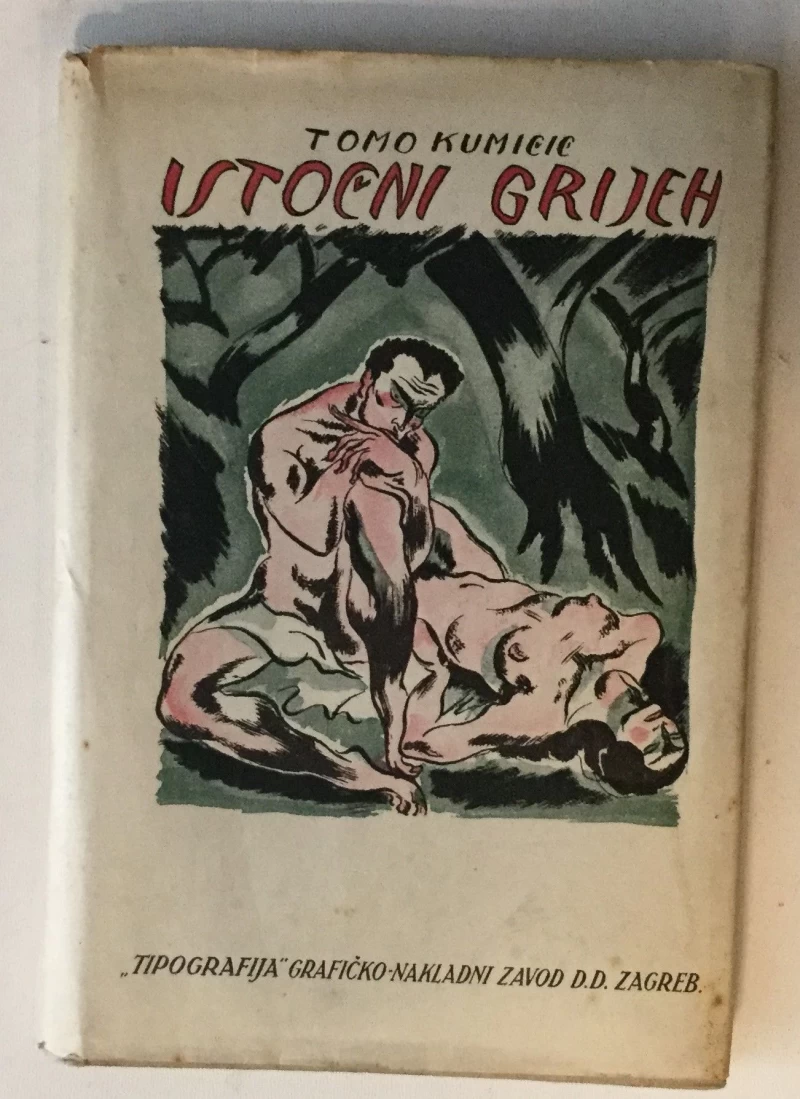 TOMO KUMIČIĆ
ISTOČNI GRIJEH
„TIPOGRAFIJA“ GRAFIČKO-NAKLADNI ZAVOD D.D. ZAGREB.